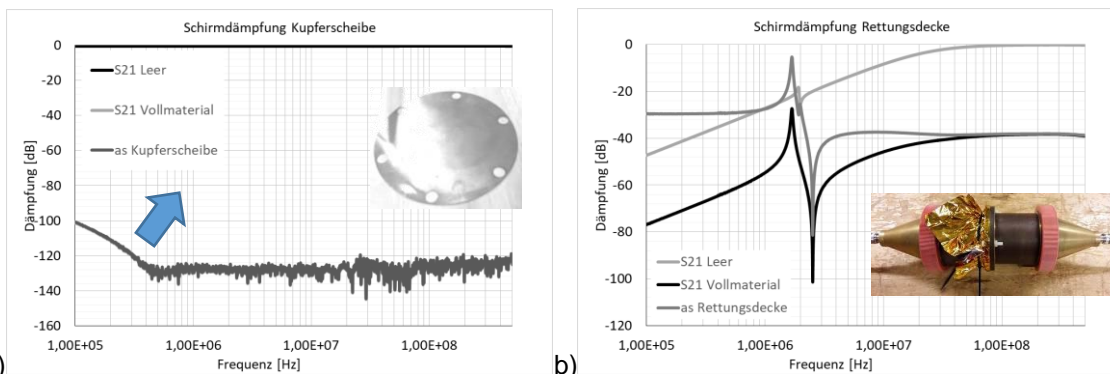 Schirmdämpfung Kupferscheibe
0
-20
-40
-60
-80
-100
-120
-140
-160
Dämpfung [dB]
S21 Leer
S21 Vollmaterial
as Kupferscheibe
1,00E+05 1,00E+06 1,00E+07 1,00E+08
Frequenz [Hz]
)
b)
Schirmdämpfung Rettungsdecke
0
-20
-40
-60
-80
-100
-120
Dämpfung [dB]
S21 Leer
S21 Vollmaterial
as Rettungsdecke
1,00E+05 1,00E+06 1,00E+07 1,00E+08
Frequenz [Hz]